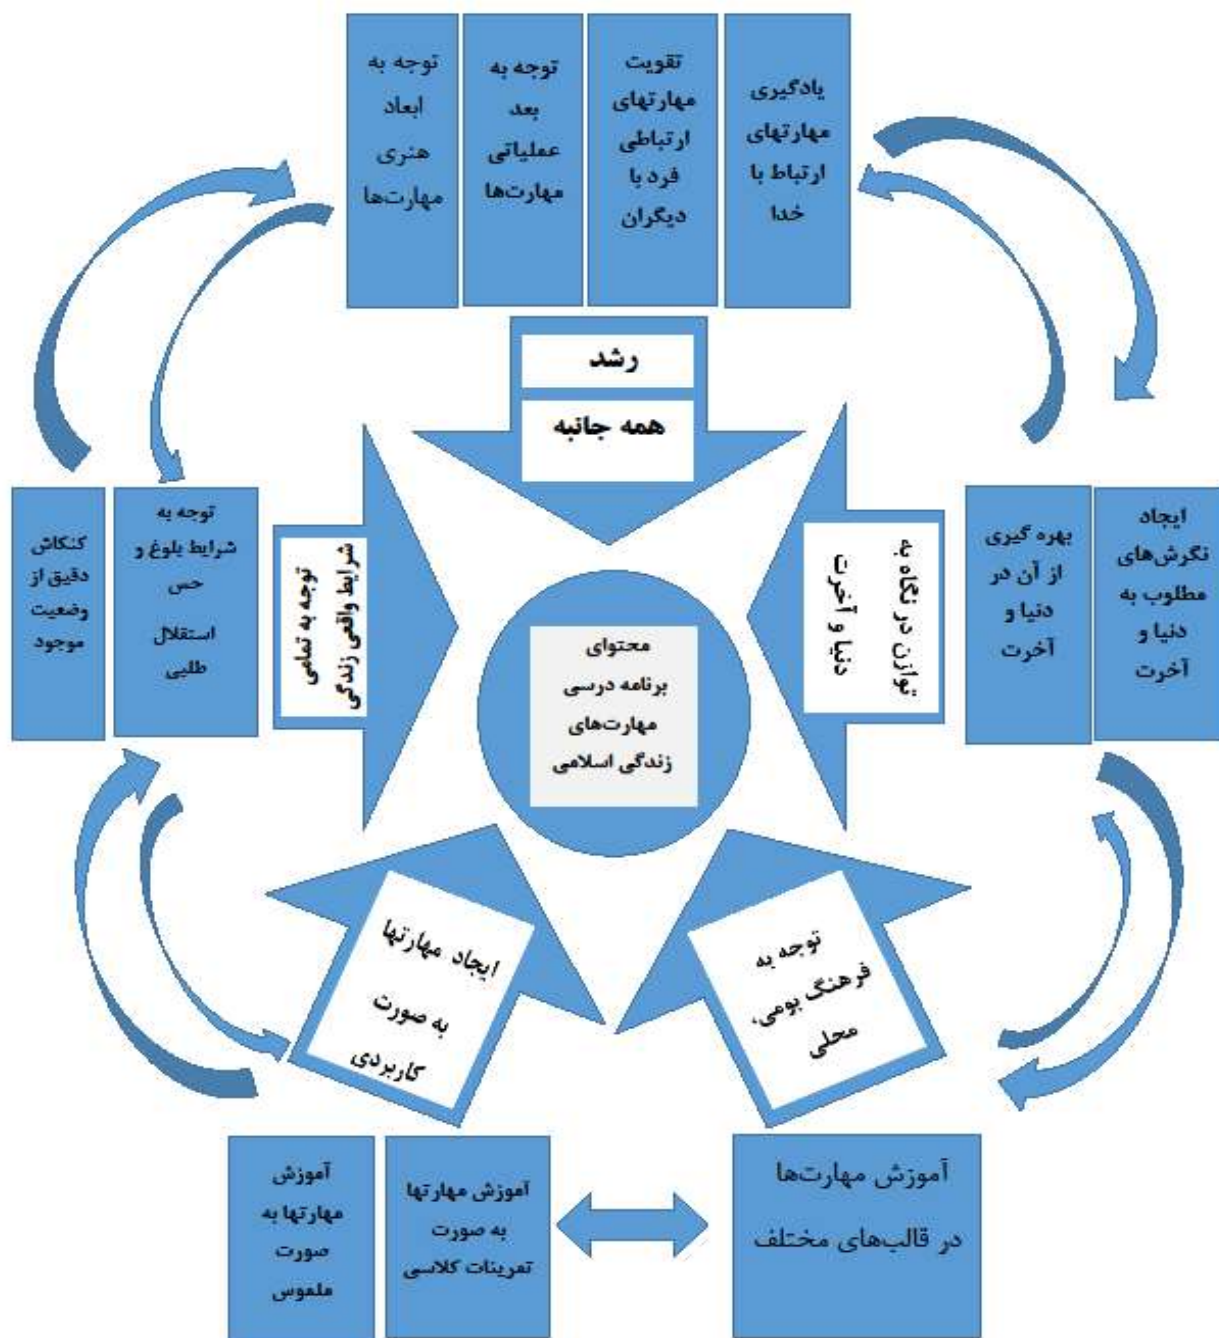 یادگیری
مهارتهای
ارتباط با
خدا
تقویت
مهارتهای
ارتباطی
فرد با
دیگران
توجه به
بعد
عملیاتی
مهارت‌ها
توجه به
ابعاد
هنری
مهارت‌ها
رشد
همه جانبه
ایجاد
نگرش‌های
مطلوب به
دنیا و
آخرت
بهره گیری
از آن در
دنیا و
آخرت
توازن در نگاه به
دنیا و آخرت
محتوای
برنامه درسی
مهارت‌های
زندگی اسلامی
توجه به تمامی
شرایط واقعی زندگی
توجه به
شرایط بلوغ و
حس
استقلال
طلبی
کنکاش
دقیق از
وضعیت
موجود
توجه به
فرهنگ بومی،
محلی
ایجاد مهارتها
به صورت
کاربردی
آموزش مهارت‌ها
در قالب‌های مختلف
آموزش مهارتها
به صورت
تمرینات کلاسی
آموزش
مهارتها به
صورت
ملموس